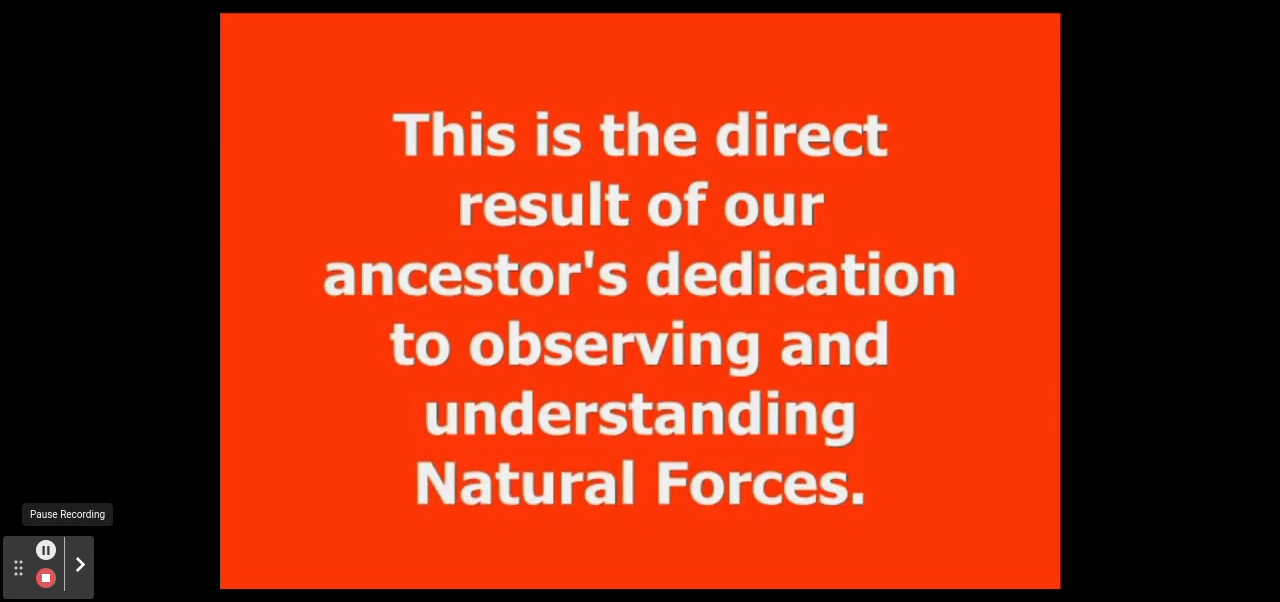 This is the direct
result of our
ancestor's dedication
to observing and
understanding
Natural Forces.
Pause Recording